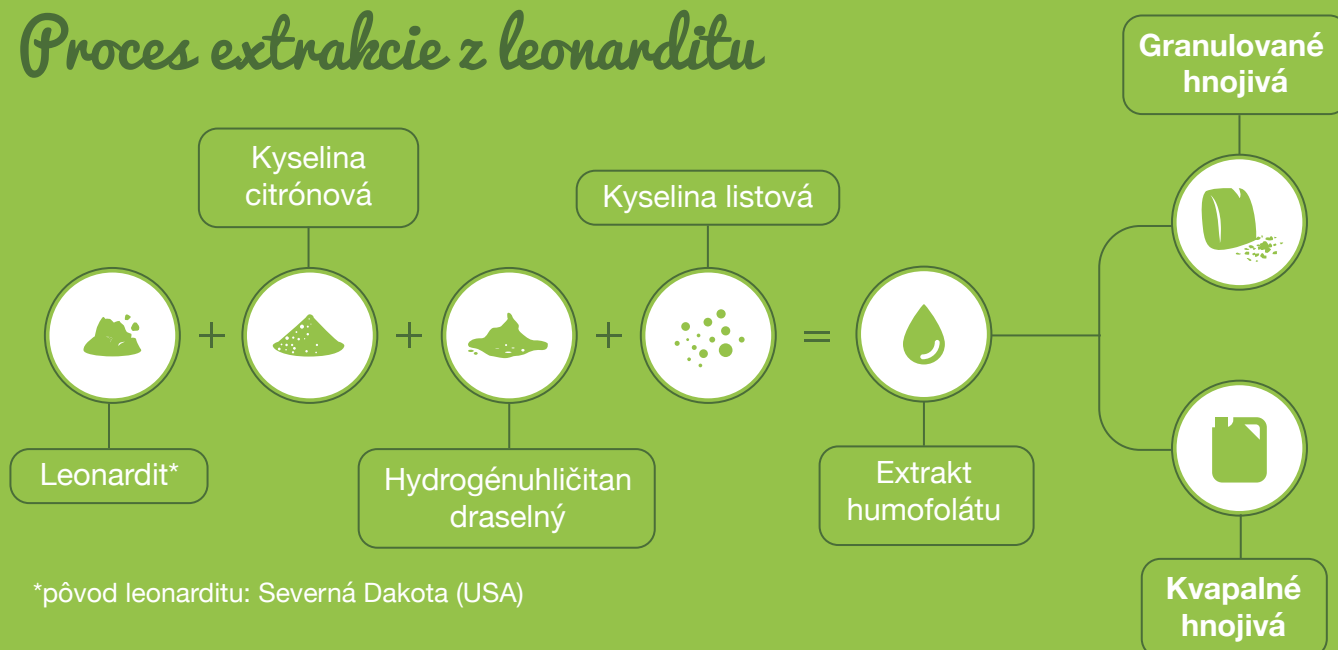 Proces extrakcie z leonarditu
Granulované
hnojivá
Kyselina
citrónová
Kyselina listová
+
+
+
=
Leonardit*
Hydrogénuhličitan
draselný
Extrakt
humofolátu
*pôvod leonarditu: Severná Dakota (USA)
Kvapalné
hnojivá